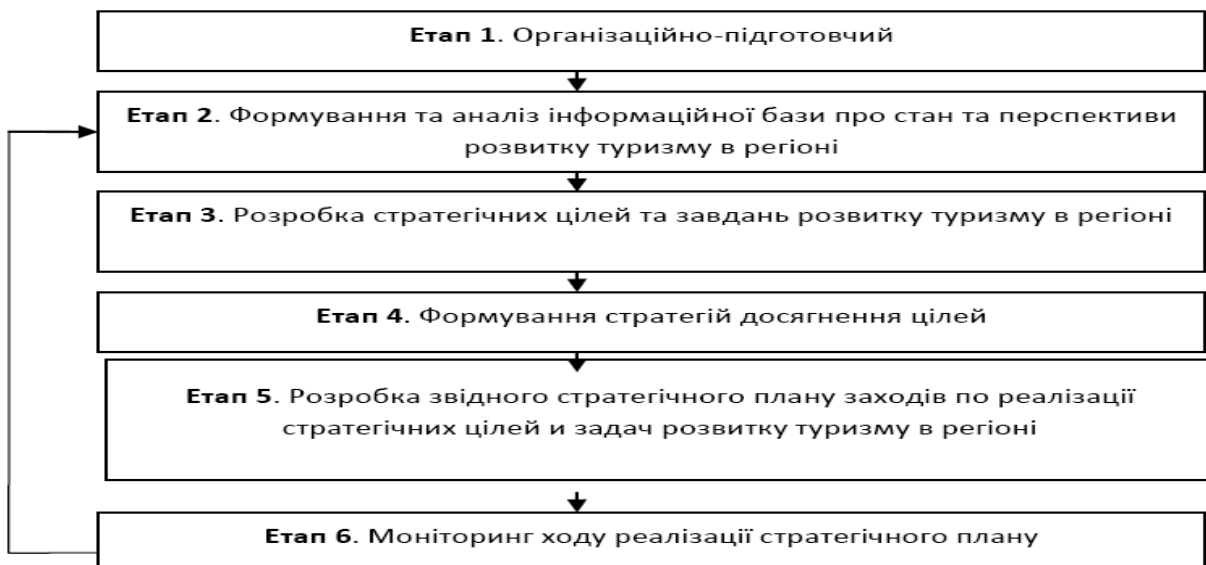 Етап 1. Організаційно-підготовчий
Етап 2. Формування та аналіз інформаційної бази про стан та перспективи
розвитку туризму в регіоні
Етап 3. Розробка стратегічних цілей та завдань розвитку туризму в регіоні
Етап 4. Формування стратегій досягнення цілей
Етап 5. Розробка звідного стратегічного плану заходів по реалізації
стратегічних цілей и задач розвитку туризму в регіоні
Етап 6. Моніторинг ходу реалізації стратегічного плану